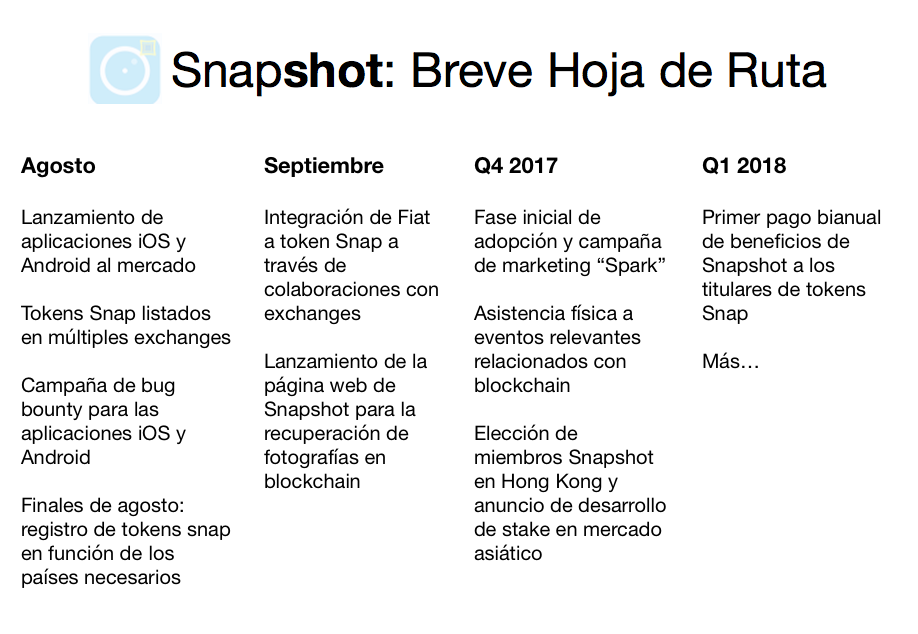 Snapshot: Breve Hoja de Ruta
Agosto
Lanzamiento de
aplicaciones iOS y
Android al mercado
Tokens Snap listados
en múltiples exchanges
Campaña de bug
bounty para las
aplicaciones iOS y
Android
Finales de agosto:
registro de tokens snap
en función de los
países necesarios
Septiembre
Integración de Fiat
a token Snap a
través de
colaboraciones con
exchanges
Lanzamiento de la
página web de
Snapshot para la
recuperación de
fotografías en
blockchain
Q4 2017
Fase inicial de
adopción y campaña
de marketing “Spark”
Asistencia física a
eventos relevantes
relacionados con
blockchain
Elección de
miembros Snapshot
en Hong Kong y
anuncio de desarrollo
de stake en mercado
asiático
Q1 2018
Primer pago bianual
de beneficios de
Snapshot a los
titulares de tokens
Snap
Más…